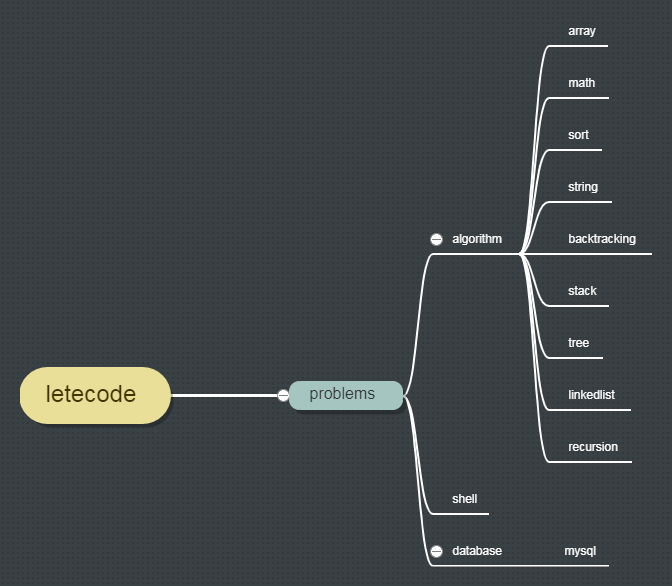 letecode
problems
algorithm
array
math
sort
string
backtracking
stack
tree
linkedlist
recursion
shell
database
mysql